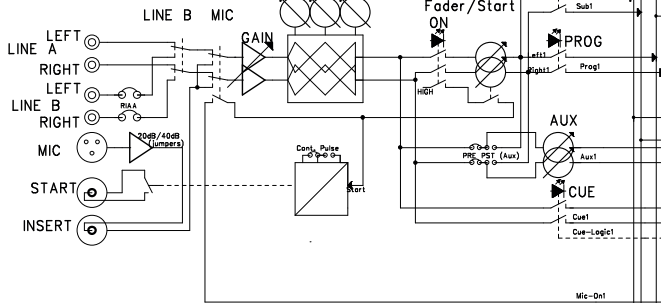 Fader/Start
ON
LINE B MIC
Sub1
GAIN
LEFT
LINE A
RIGHT
Left1
PROG
Right1
Prog1
LEFT
HIGH
RIAA
LINE B
RIGHT
AUX
20dB/40dB
(jumpers)
MIC
Cont. Pulse
PRE PST (Aux)
Aux1
START
Start
CUE
INSERT
Cue1
Cue-Logic1
Mic-On1